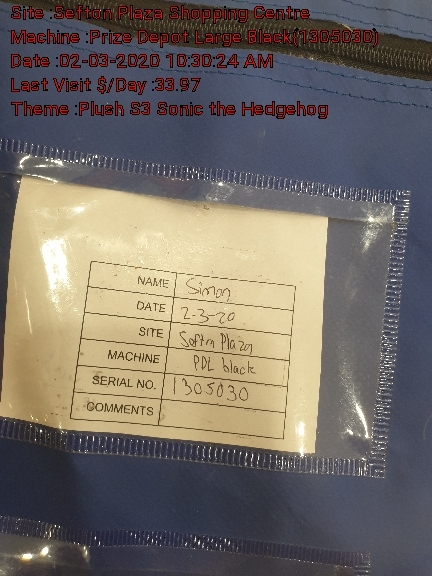 Site :Sefton Plaza Shopping Centre
Machine :Prize Depot Large Black(1305030)
Date :02-03-2020 10:30:24 AM
Last Visit $/Day :33.97
Theme :Plush S3 Sonic the Hedgehog
NAME Simon
DATE 2-3-20
SITE Seftn Plaza
MACHINE PDL black
SERIAL NO. 1305030
COMMENTS